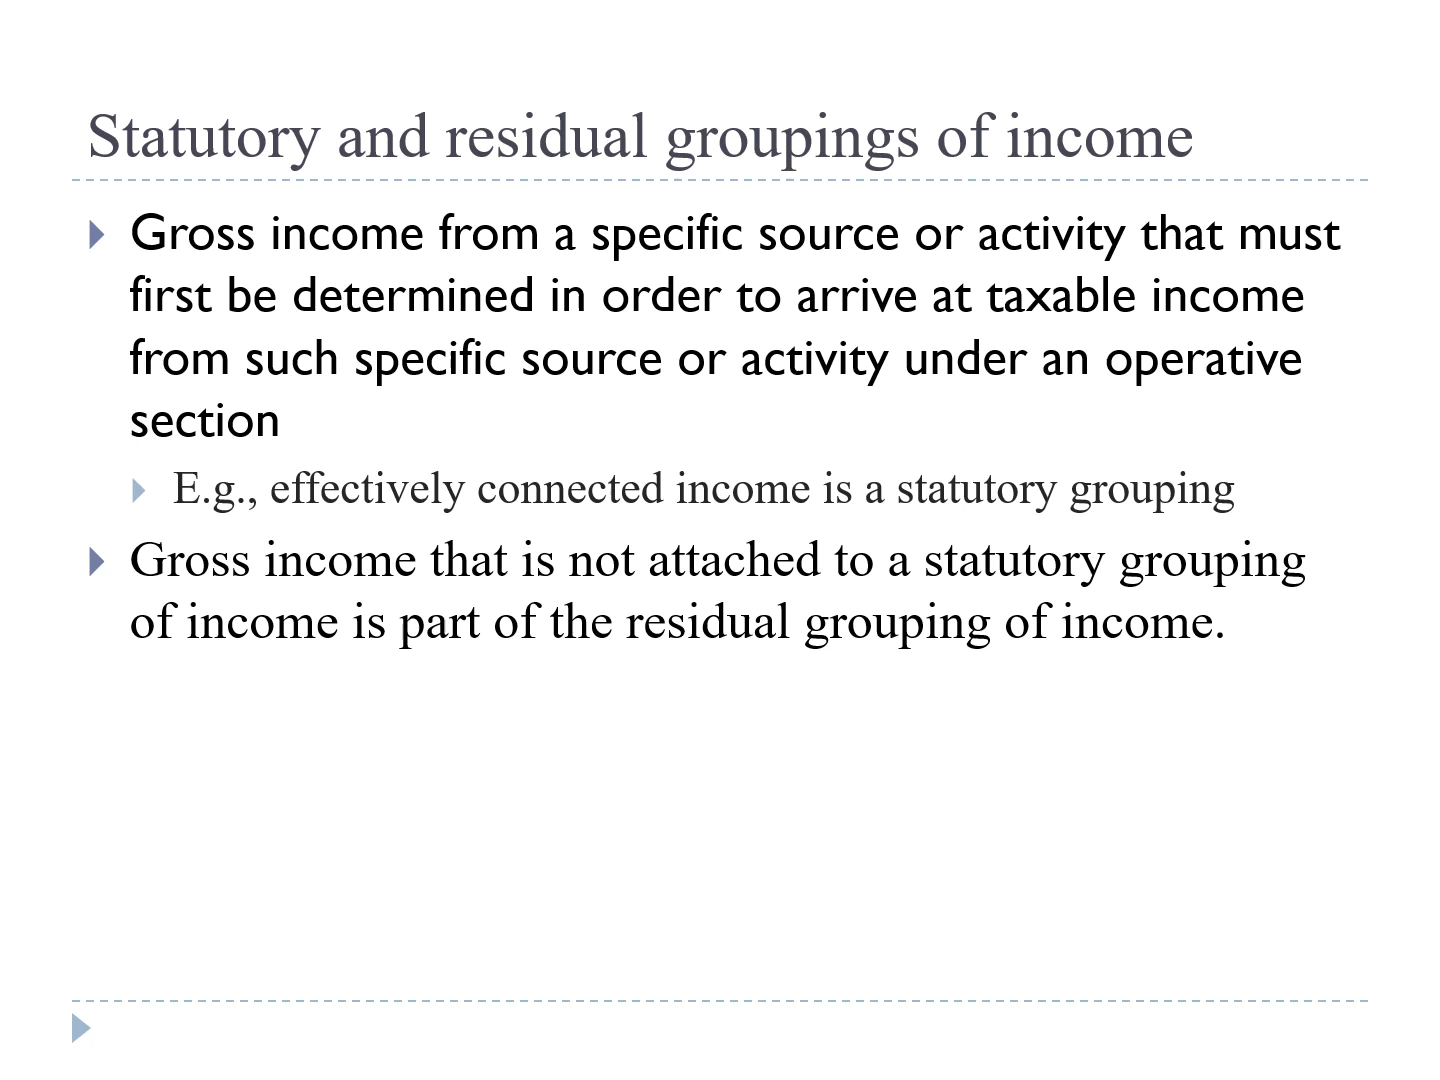 Statutory and residual groupings of income
Gross income from a specific source or activity that must
first be determined in order to arrive at taxable income
from such specific source or activity under an operative
section
E.g., effectively connected income is a statutory grouping
Gross income that is not attached to a statutory grouping
of income is part of the residual grouping of income.